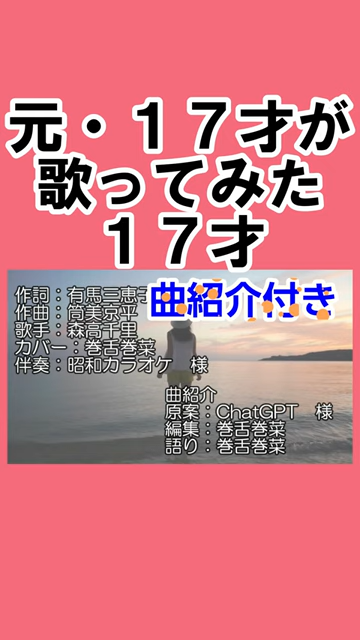 元・１７才が
歌ってみた
１７才
曲紹介付き
作詞：有馬三恵子
作曲：筒美京平
歌手：森高千里
カバー：巻舌巻菜
伴奏：昭和カラオケ　様
曲紹介
原案：ChatGPT　様
編集：巻舌巻菜
語り：巻舌巻菜